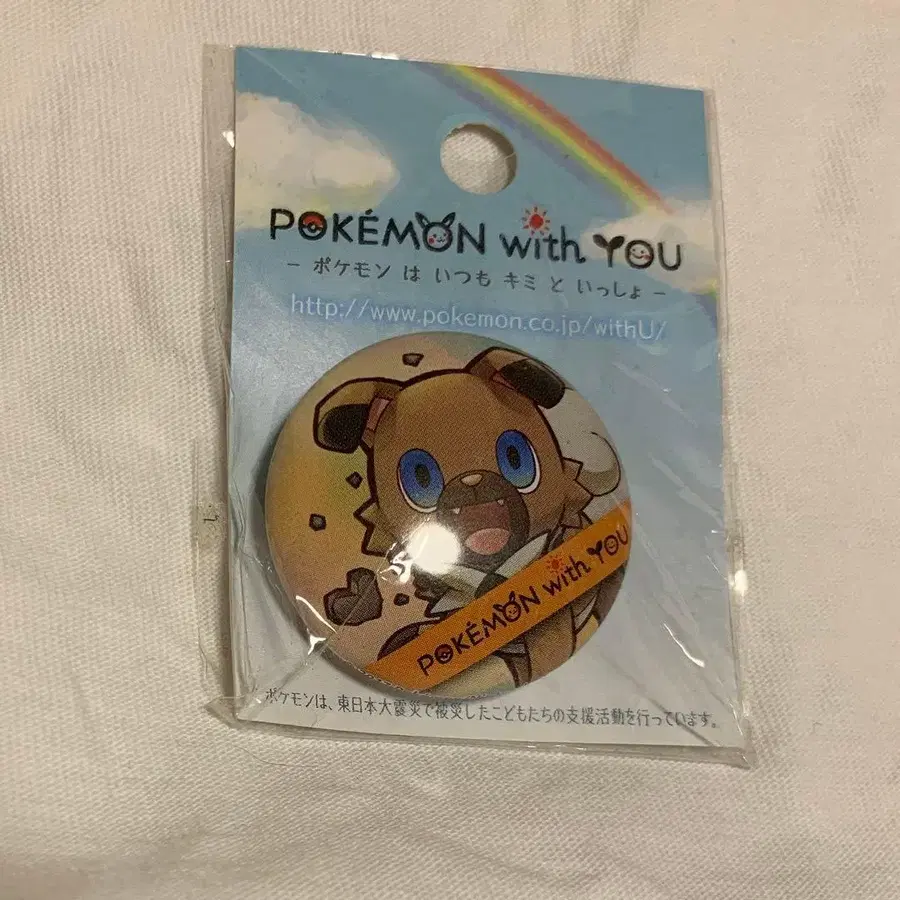 POKÉMON with YOU
– ポケモン は いつも キミ と いっしょ –
http://www.pokemon.co.jp/withU/
POKÉMON with YOU
ポケモンは、東日本大震災で被災したこどもたちの支援活動を行っています。